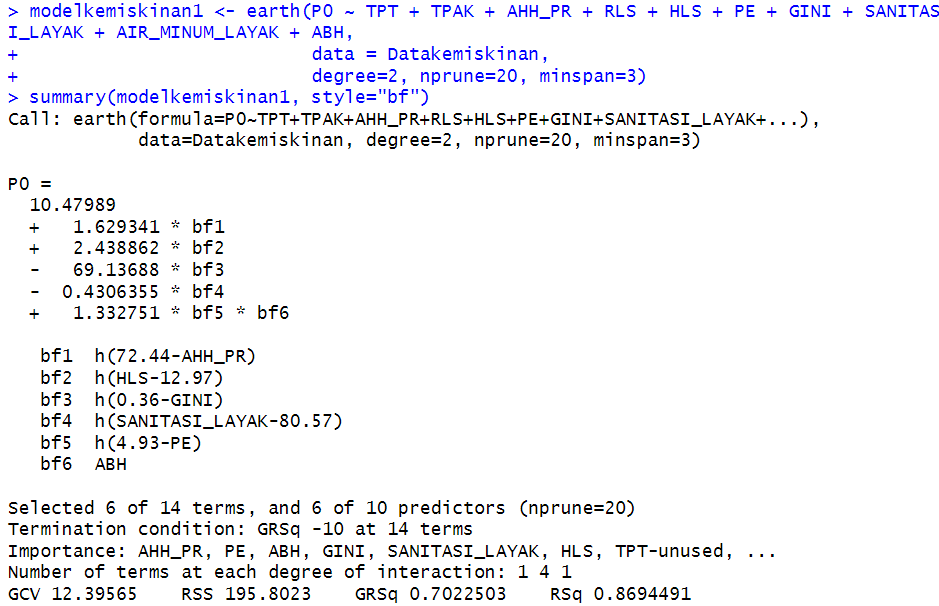 > modelkemiskinan1 <- earth(P0 ~ TPT + TPAK + AHH_PR + RLS + HLS + PE + GINI + SANITAS
I_LAYAK + AIR_MINUM_LAYAK + ABH,
+                           data = Datakemiskinan,
+                           degree=2, nprune=20, minspan=3)
> summary(modelkemiskinan1, style="bf")
Call: earth(formula=P0~TPT+TPAK+AHH_PR+RLS+HLS+PE+GINI+SANITASI_LAYAK+...),
            data=Datakemiskinan, degree=2, nprune=20, minspan=3)
P0 =
  10.47989
  +   1.629341 * bf1
  +   2.438862 * bf2
  -   69.13688 * bf3
  -  0.4306355 * bf4
  +   1.332751 * bf5 * bf6
   bf1  h(72.44-AHH_PR)
   bf2  h(HLS-12.97)
   bf3  h(0.36-GINI)
   bf4  h(SANITASI_LAYAK-80.57)
   bf5  h(4.93-PE)
   bf6  ABH
Selected 6 of 14 terms, and 6 of 10 predictors (nprune=20)
Termination condition: GRSq -10 at 14 terms
Importance: AHH_PR, PE, ABH, GINI, SANITASI_LAYAK, HLS, TPT-unused, ...
Number of terms at each degree of interaction: 1 4 1
GCV 12.39565    RSS 195.8023    GRSq 0.7022503    RSq 0.8694491